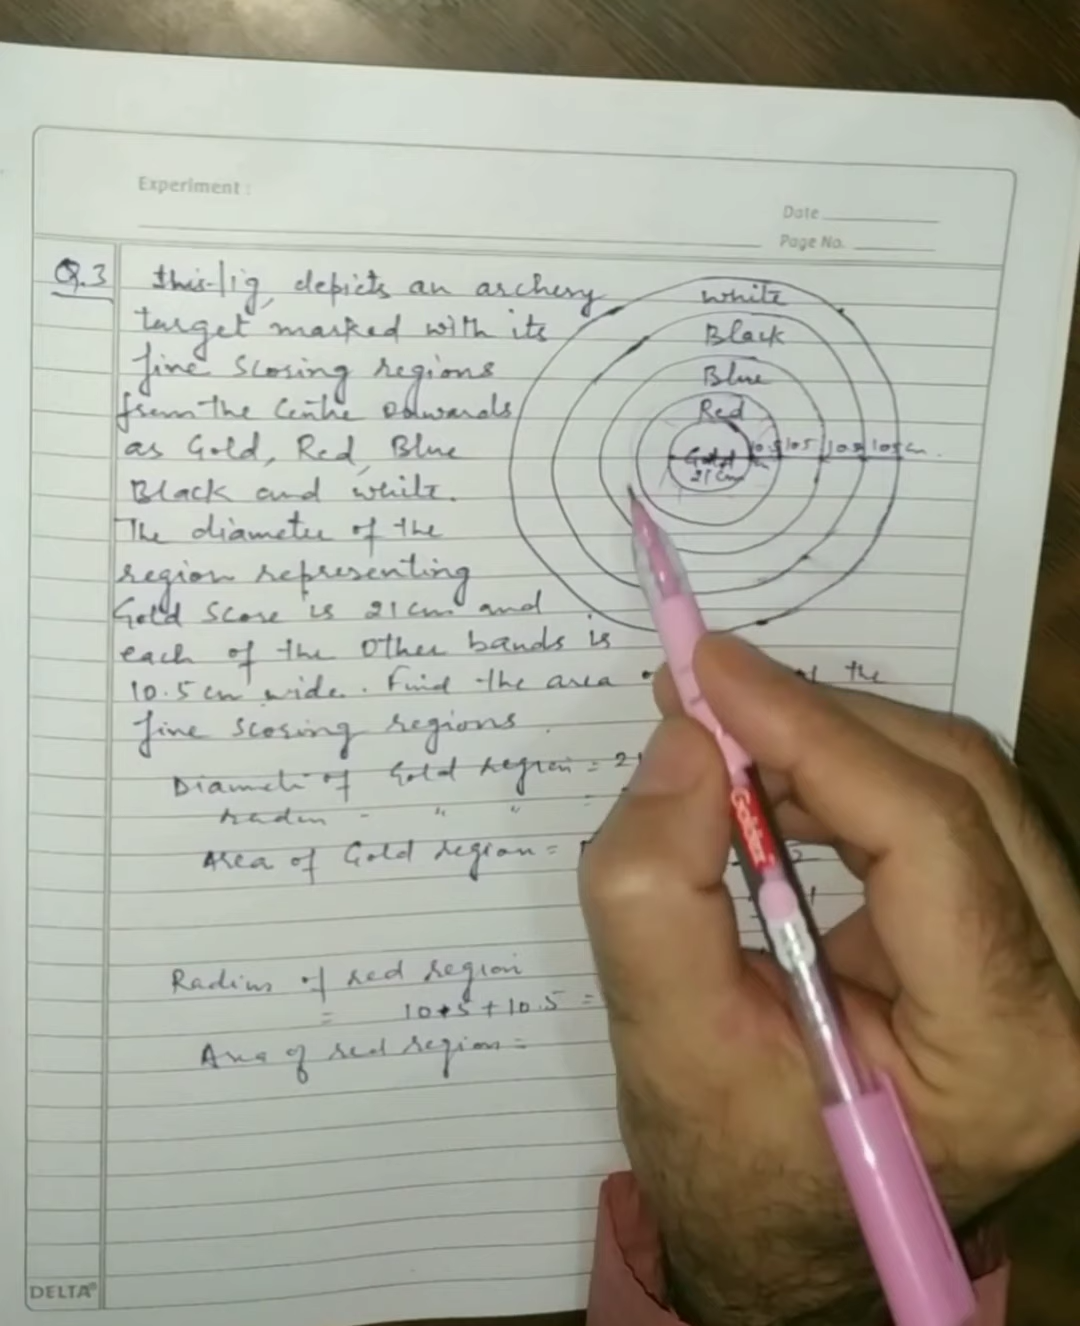 Experiment :
Date
Page No.
Q.3 this fig, depicts an archery
target marked with its
five scoring regions
from the Centre outwards
as Gold, Red, Blue
Black and white.
The diameter of the
region representing
Gold Score is 21 cm and
each of the other bands is
10.5 cm wide. Find the area the
five scoring regions.
white
Black
Blue
Red
Gold
21 cm
10.5 10.5 10.5 10.5 cm
cm
Diameter of Gold region = 21
radius - " " =
Area of Gold region =
Radius of red region
= 10.5 + 10.5 =
Area of red region =
Goldex
DELTA®